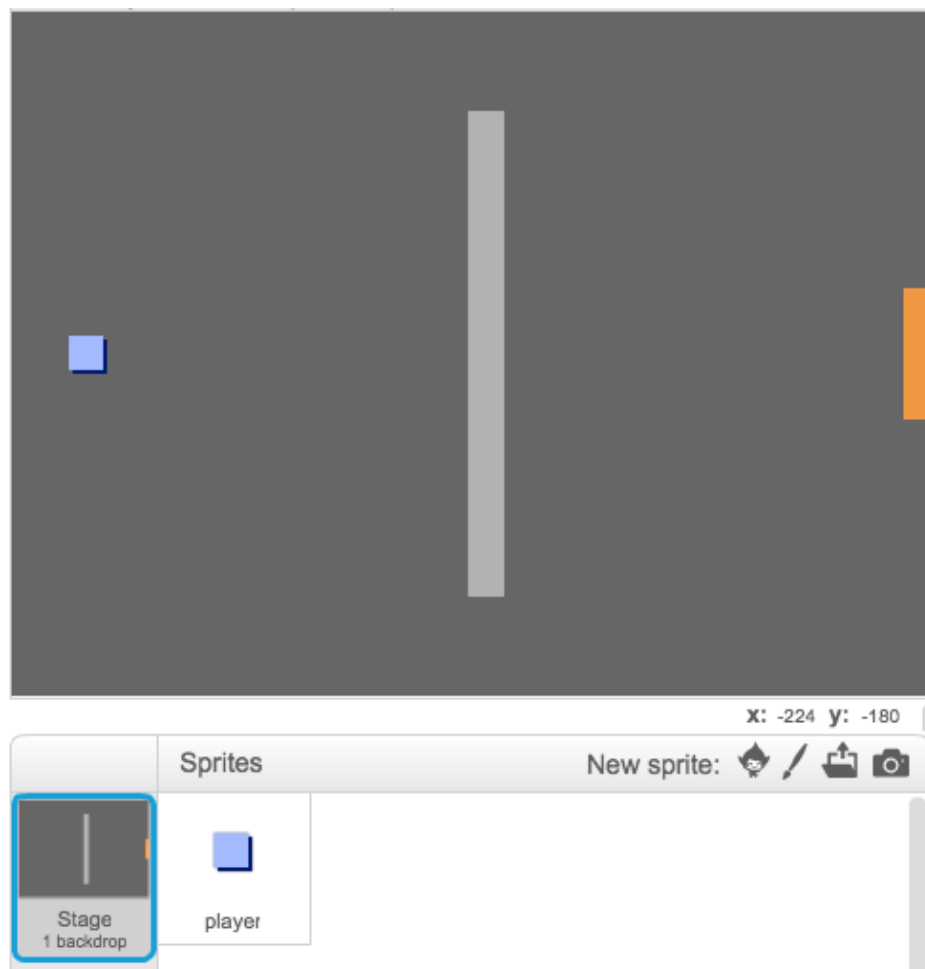 x: -224 y: -180
Sprites
New sprite:
Stage
1 backdrop
player